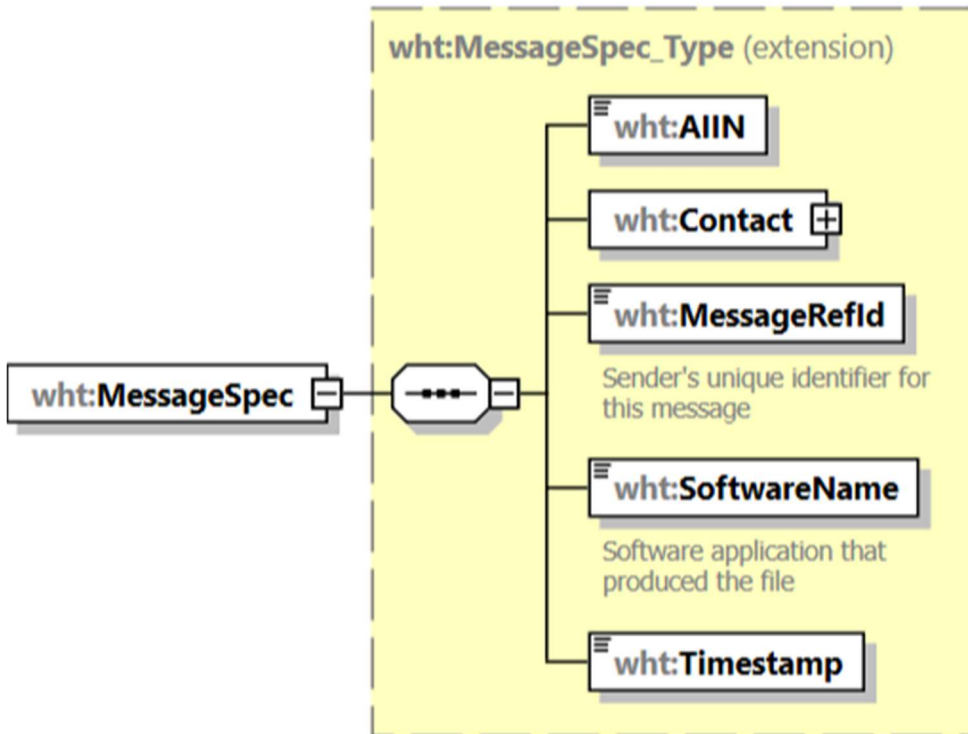 wht:MessageSpec_Type (extension)
wht:AIIN
wht:Contact
wht:MessageRefId
Sender's unique identifier for
this message
wht:MessageSpec
wht:SoftwareName
Software application that
produced the file
wht:Timestamp